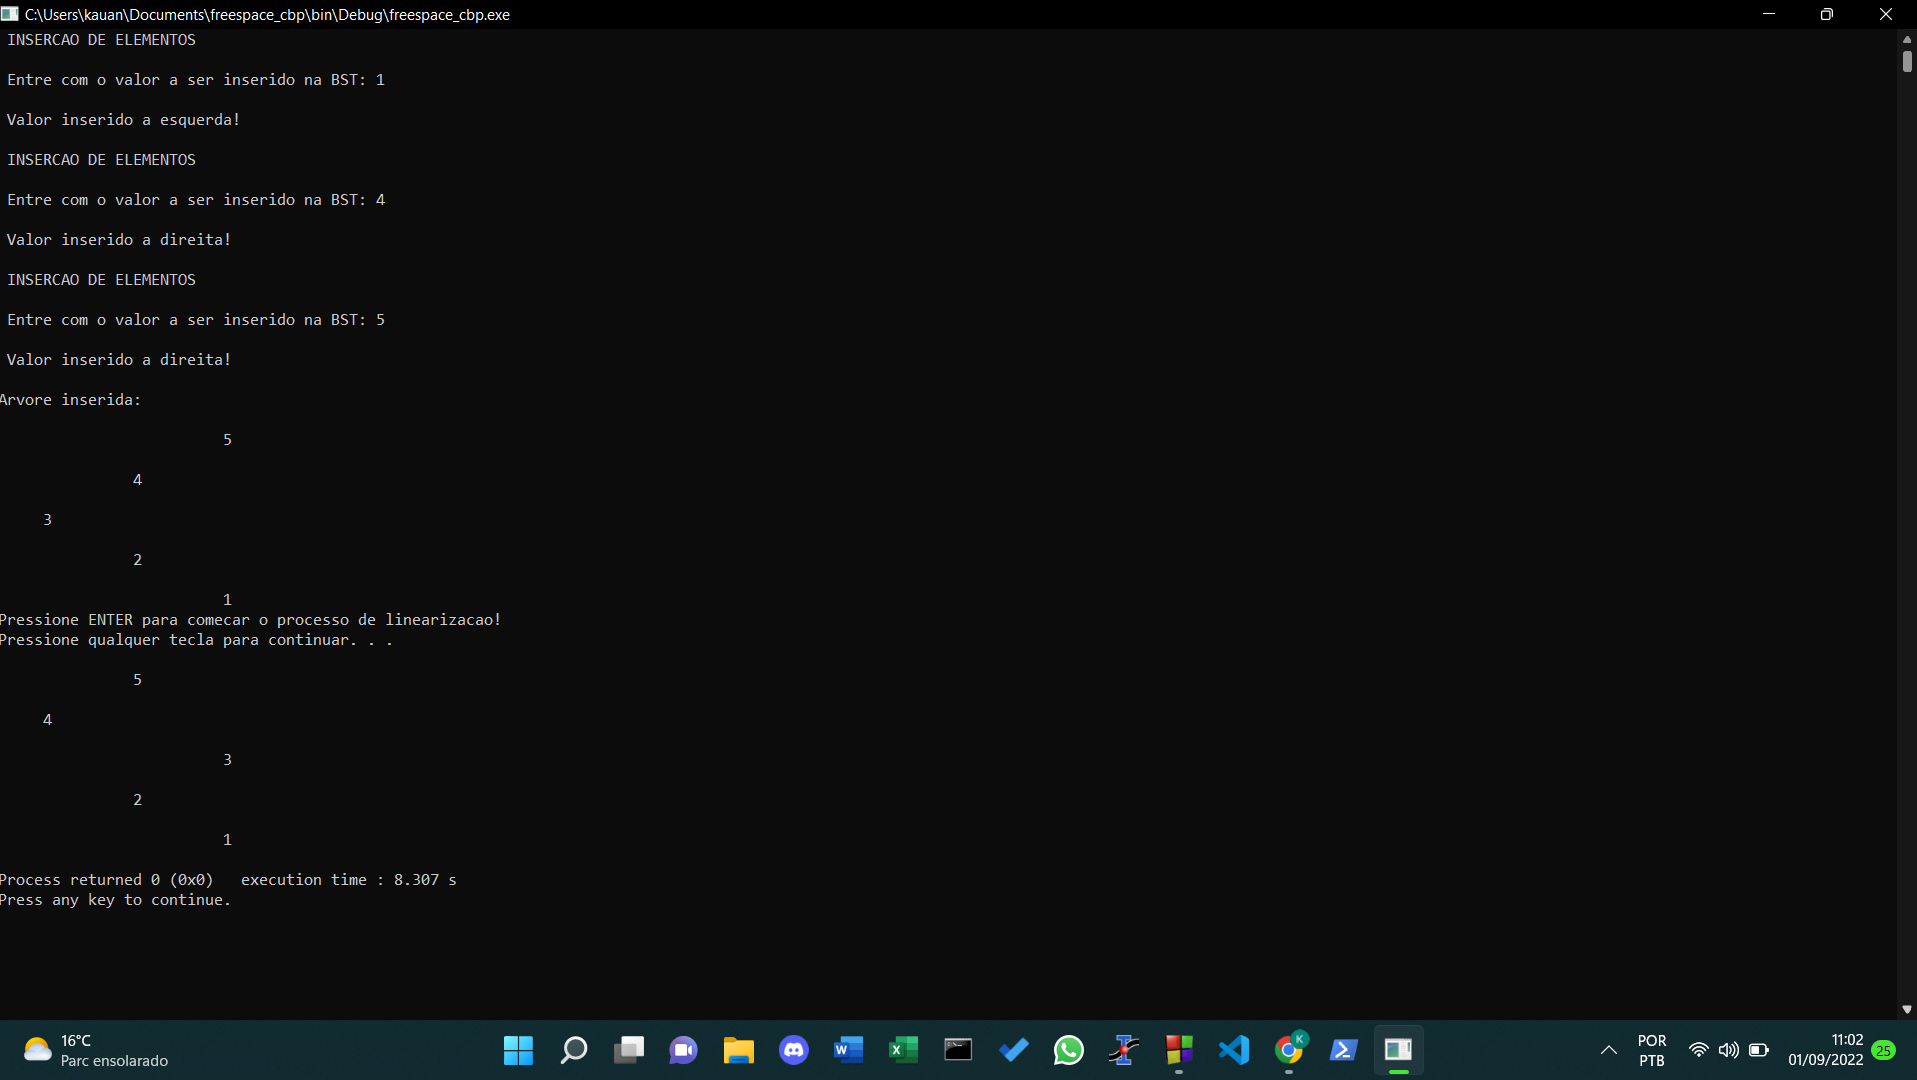 C:\Users\kauan\Documents\freespace_cbp\bin\Debug\freespace_cbp.exe
INSERCAO DE ELEMENTOS
Entre com o valor a ser inserido na BST: 1
Valor inserido a esquerda!
INSERCAO DE ELEMENTOS
Entre com o valor a ser inserido na BST: 4
Valor inserido a direita!
INSERCAO DE ELEMENTOS
Entre com o valor a ser inserido na BST: 5
Valor inserido a direita!
Arvore inserida:
5
4
3
2
1
Pressione ENTER para comecar o processo de linearizacao!
Pressione qualquer tecla para continuar. . .
5
4
3
2
1
Process returned 0 (0x0)   execution time : 8.307 s
Press any key to continue.
16°C
Parc ensolarado
K
POR
PTB
11:02
01/09/2022
25